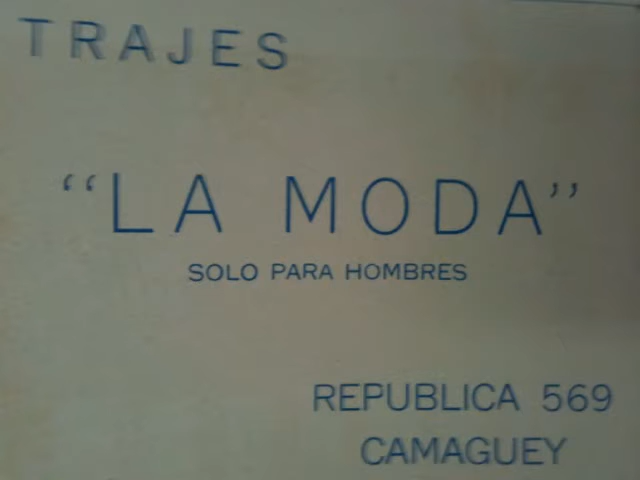 TRAJES
“LA MODA”
SOLO PARA HOMBRES
REPUBLICA 569
CAMAGUEY